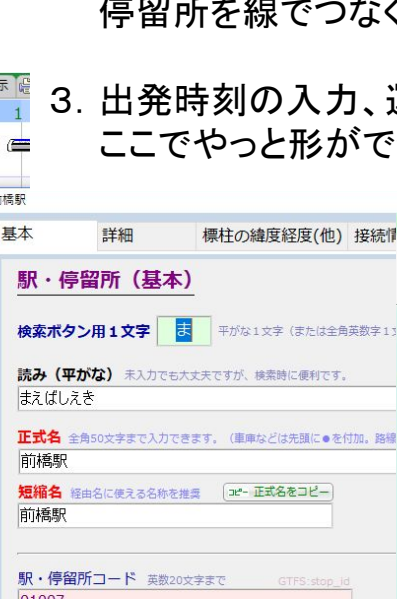 停留所を線でつなぐ
示
1
3．出発時刻の入力、
ここでやっと形がで
前橋駅
基本 詳細 標柱の緯度経度(他) 接続情
駅・停留所（基本）
検索ボタン用１文字 ま 平がな１文字（または全角英数字１文
読み（平がな） 未入力でも大丈夫ですが、検索時に便利です。
まえばしえき
正式名 全角50文字まで入力できます。（車庫などは先頭に●を付加。路線
前橋駅
短縮名 経由名に使える名称を推奨 ｺﾋﾟｰ 正式名をコピー
前橋駅
駅・停留所コード 英数20文字まで GTFS:stop_id
01007